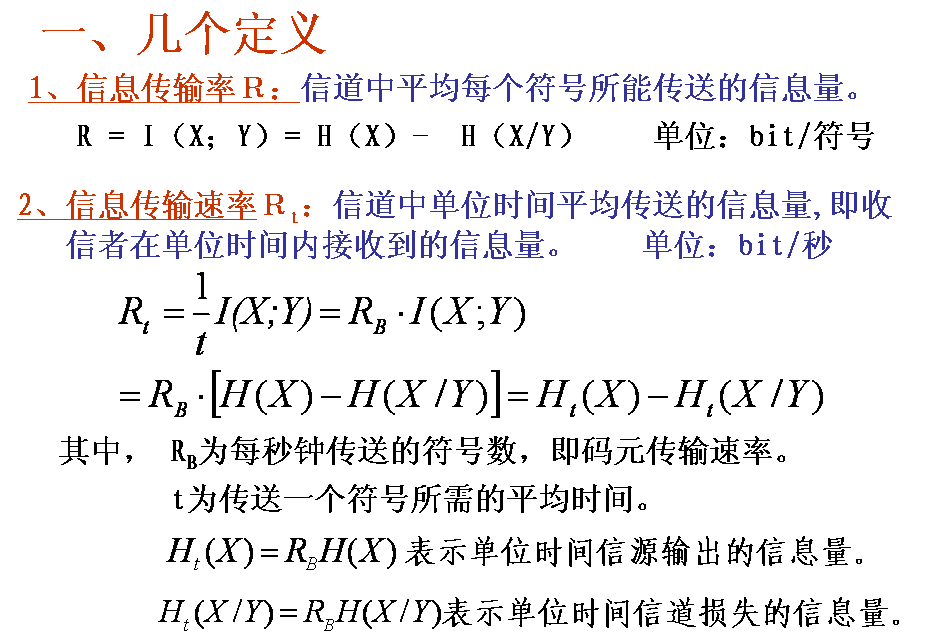 一、几个定义
1、信息传输率R：信道中平均每个符号所能传送的信息量。
R = I（X；Y）= H（X）－ H（X/Y） 单位：bit/符号
2、信息传输速率R_t：信道中单位时间平均传送的信息量,即收
信者在单位时间内接收到的信息量。 单位：bit/秒
R_t = 1/t I(X;Y) = R_B · I(X;Y)
= R_B · [H(X) − H(X/Y)] = H_t(X) − H_t(X/Y)
其中， R_B为每秒钟传送的符号数，即码元传输速率。
t为传送一个符号所需的平均时间。
H_t(X) = R_B H(X) 表示单位时间信源输出的信息量。
H_t(X/Y) = R_B H(X/Y)表示单位时间信道损失的信息量。